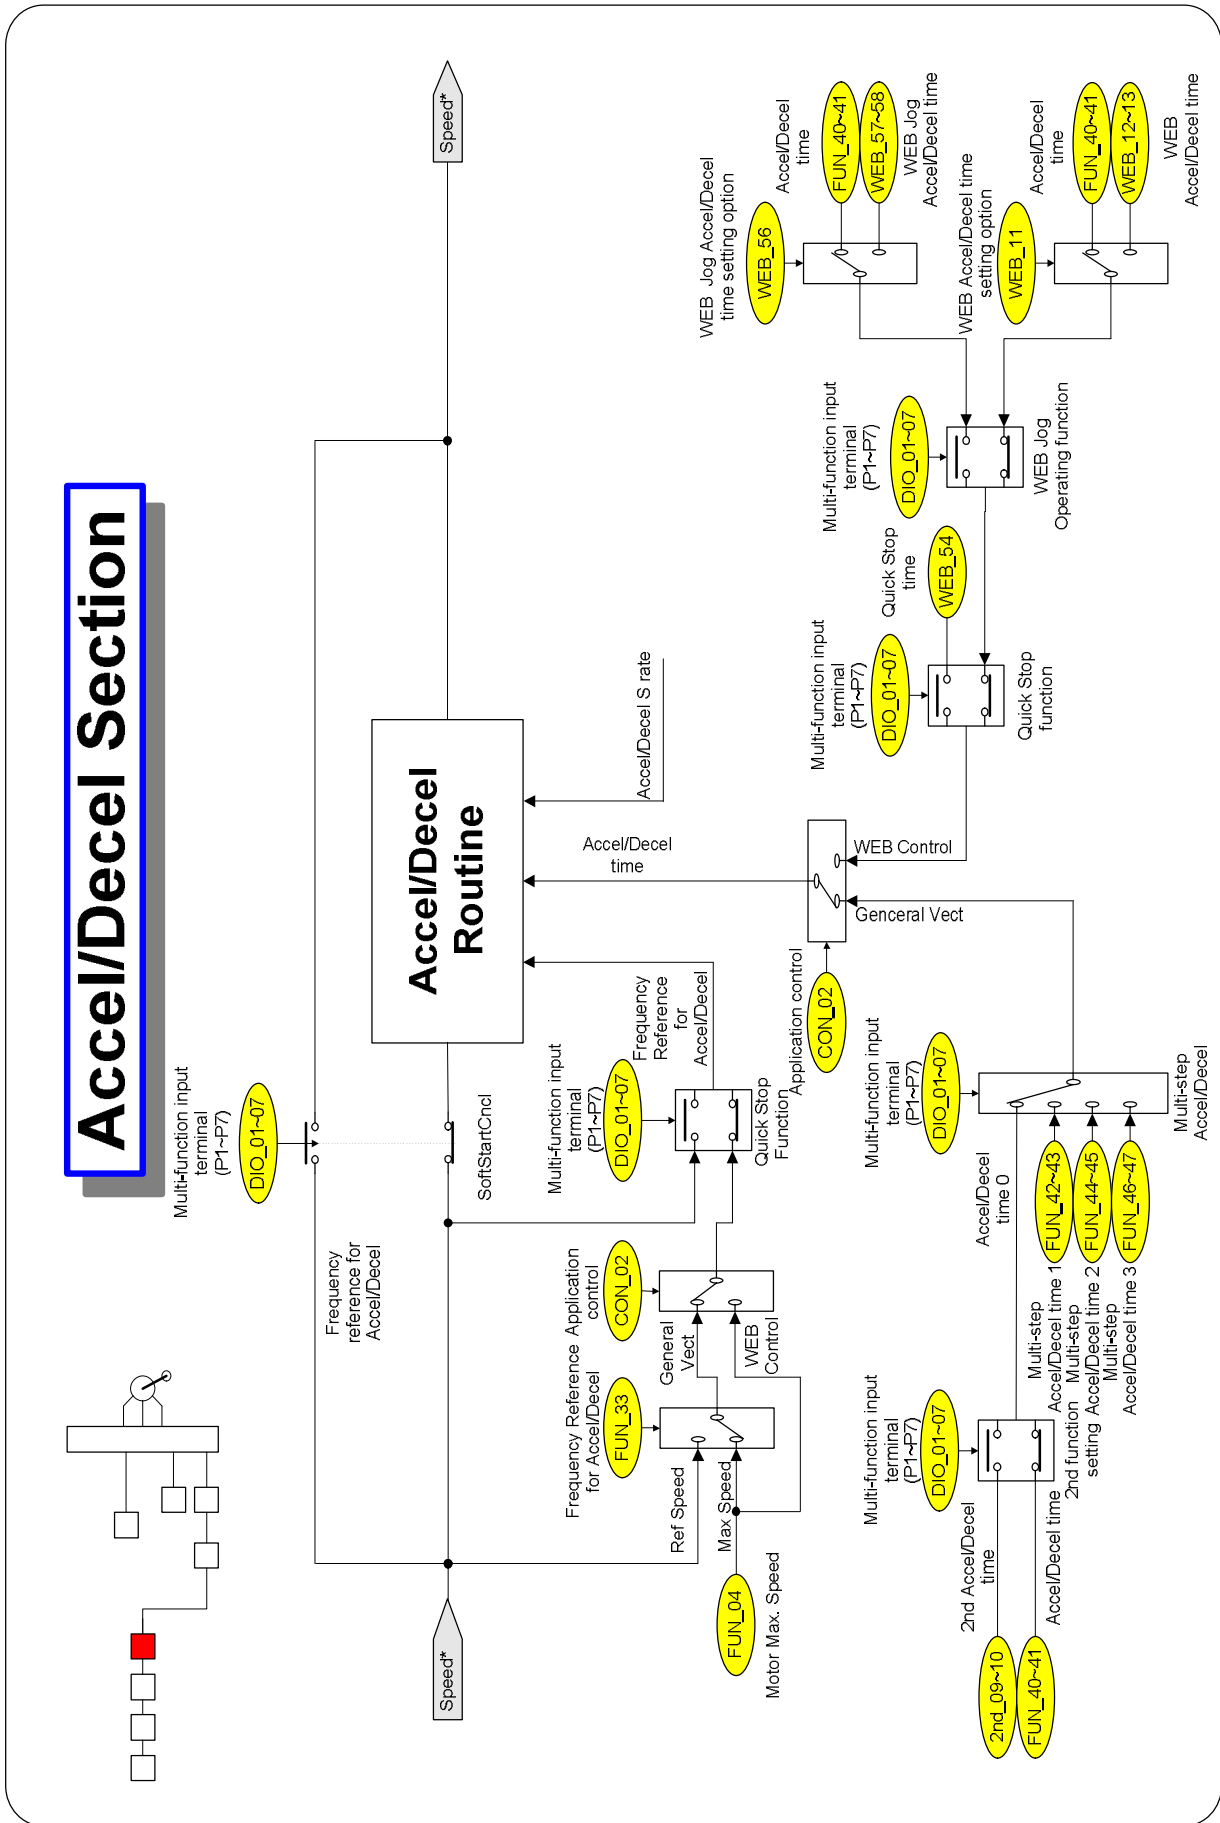 Accel/Decel Section
Multi-function input
terminal
(P1~P7)
DIO_01~07
Frequency
reference for
Accel/Decel
SoftStartCncl
Speed*
Speed*
Accel/Decel
Routine
Accel/Decel S rate
Accel/Decel
time
Frequency
Reference
for
Accel/Decel
Multi-function input
terminal
(P1~P7)
DIO_01~07
Quick Stop
Function
Frequency Reference
for Accel/Decel
FUN_33
Application
control
CON_02
General
Vect
WEB
Control
Ref Speed
Max Speed
FUN_04
Motor Max. Speed
Application control
CON_02
WEB Control
Genceral Vect
Multi-function input
terminal
(P1~P7)
DIO_01~07
Quick Stop
function
Quick Stop
time
WEB_54
Multi-function input
terminal
(P1~P7)
DIO_01~07
WEB Jog
Operating function
WEB Jog Accel/Decel
time setting option
WEB_56
Accel/Decel
time
FUN_40~41
WEB_57~58
WEB Jog
Accel/Decel time
WEB Accel/Decel time
setting option
WEB_11
Accel/Decel
time
FUN_40~41
WEB_12~13
WEB
Accel/Decel time
Multi-function input
terminal
(P1~P7)
DIO_01~07
2nd function
setting
2nd Accel/Decel
time
2nd_09~10
FUN_40~41
Accel/Decel time
Multi-function input
terminal
(P1~P7)
DIO_01~07
Accel/Decel
time 0
Multi-step
Accel/Decel time 1
FUN_42~43
Multi-step
Accel/Decel time 2
FUN_44~45
Multi-step
Accel/Decel time 3
FUN_46~47
Multi-step
Accel/Decel